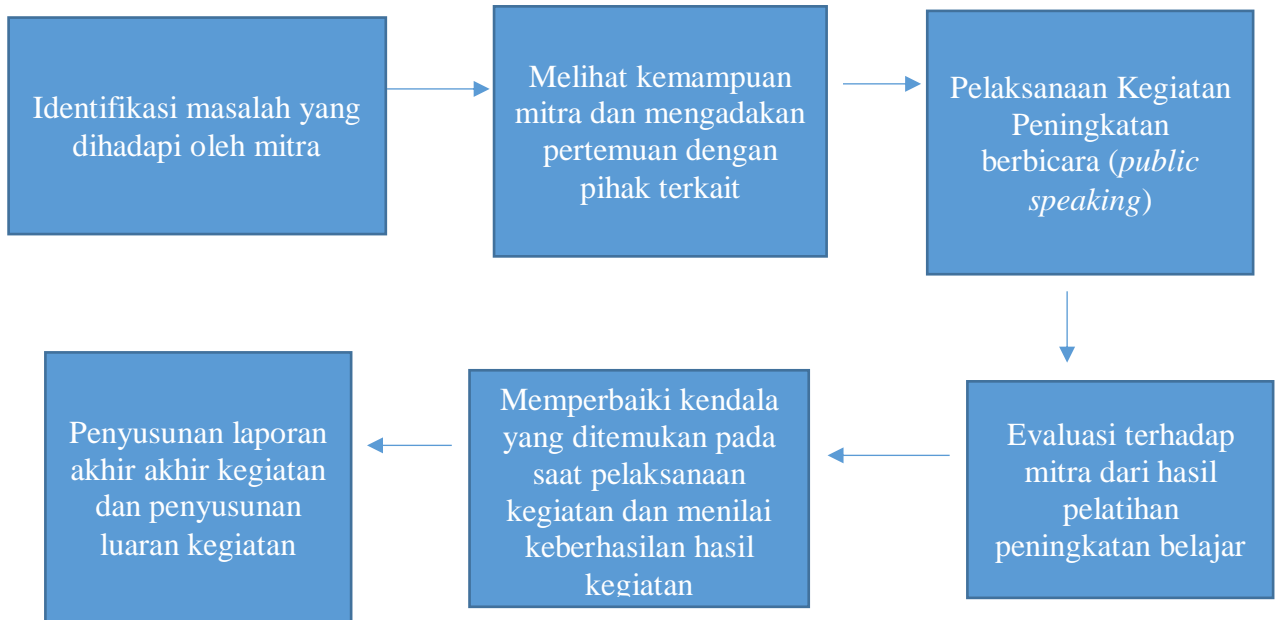 Identifikasi masalah yang
dihadapi oleh mitra
Melihat kemampuan
mitra dan mengadakan
pertemuan dengan
pihak terkait
Pelaksanaan Kegiatan
Peningkatan
berbicara (public
speaking)
Evaluasi terhadap
mitra dari hasil
pelatihan
peningkatan belajar
Memperbaiki kendala
yang ditemukan pada
saat pelaksanaan
kegiatan dan menilai
keberhasilan hasil
kegiatan
Penyusunan laporan
akhir akhir kegiatan
dan penyusunan
luaran kegiatan